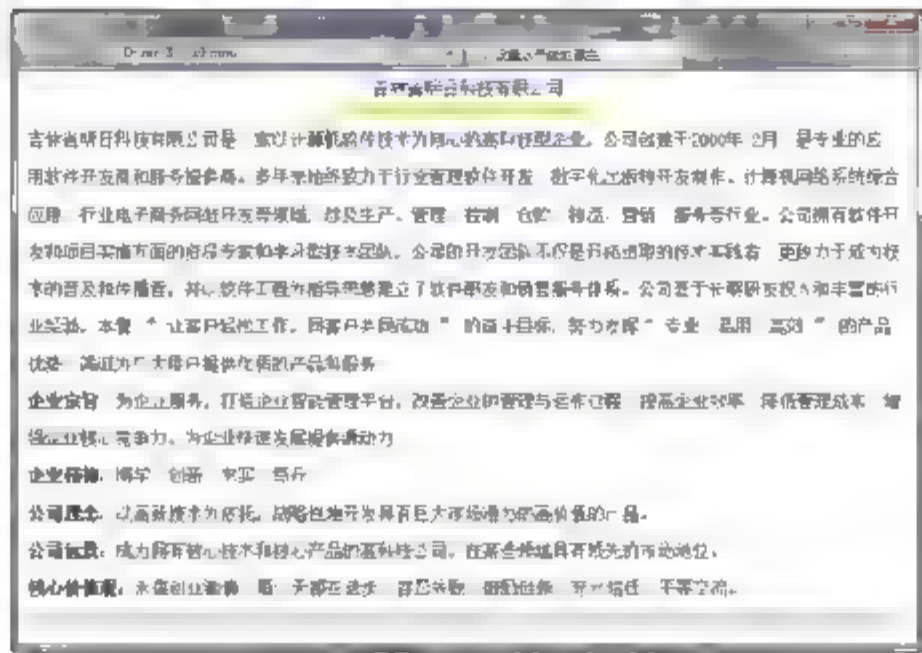 吉林省明日科技有限公司
吉林省明日科技有限公司是 家以计算机软件技术为核心的高科技型企业。公司创建于2000年12月 是专业的应
用软件开发商和服务提供商。多年来始终致力于行业管理软件开发 数字化出版物开发制作、计算机网络系统综合
应用 行业电子商务网站开发等领域 涉及生产、管理 控制 仓贮 物流 营销 服务等行业。公司拥有软件开
发和项目实施方面的资深专家和学习型技术团队。公司的开发团队不仅是开拓进取的技术实践者 更致力于成为技
术的普及和传播者。并以软件工程为指导思想建立了软件研发和销售服务体系。公司基于长期研发投入和丰富的行
业经验。本着“让客户轻松工作。同客户共同成功”的奋斗目标。努力发挥“专业 易用 高效”的产品
优势 竭诚为广大用户提供优质的产品和服务
企业宗旨 为企业服务。打造企业智能管理平台。改善企业的管理与运作过程 提高企业效率 降低管理成本 增
强企业核心竞争力。为企业快速发展提供源动力
企业精神。博学 创新 求实 笃行
公司理念。以高新技术为依托。战略性地开发具有巨大市场潜力的高价值的产品。
公司远景。成为拥有核心技术和核心产品的高科技公司。在某些领域具有领先的市场地位。
核心价值观。永葆创业激情 每一天都在进步 容忍失败 鼓励创新 充分信任 平等交流。